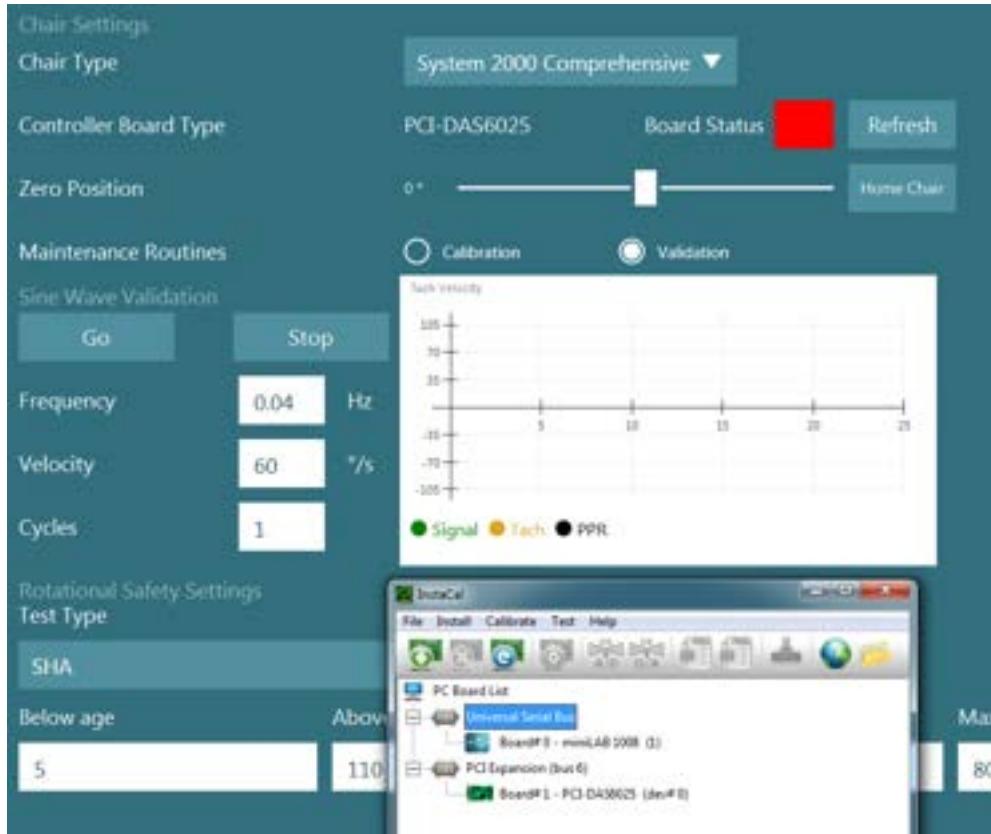 Chair Settings
Chair Type
System 2000 Comprehensive
Controller Board Type
PCI-DAS6025
Board Status
Refresh
Zero Position
0°
Home Chair
Maintenance Routines
Calibration
Validation
Sine Wave Validation
Go
Stop
Frequency
0.04
Hz
Velocity
60
°/s
Cycles
1
Tach Velocity
105
70
35
-35
-70
-105
5
10
15
20
25
Signal
Tach
PPR
Rotational Safety Settings
Test Type
SHA
Below age
5
110
80
InstaCal
File Install Calibrate Test Help
PC Board List
Universal Serial Bus
Board# 0 - miniLAB 1008 (1)
PCI Expansion (bus 6)
Board# 1 - PCI-DAS6025 (dev# 0)